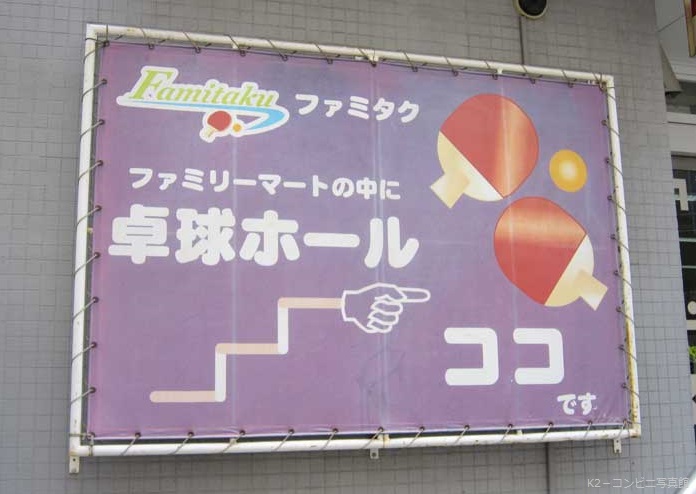 Famitaku ファミタク
ファミリーマートの中に
卓球ホール
ココ
です
K2－コンビニ写真館